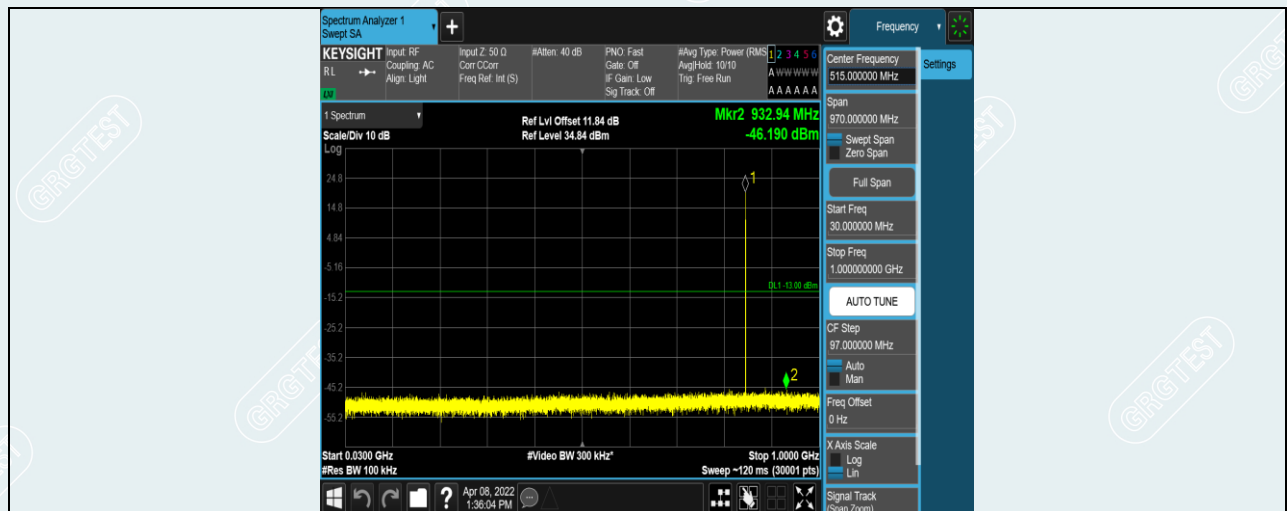 Spectrum Analyzer 1
Swept SA
Frequency
KEYSIGHT
RL
LXI
Input: RF
Coupling: AC
Align: Light
Input Z: 50 Ω
Corr CCorr
Freq Ref: Int (S)
#Atten: 40 dB
PNO: Fast
Gate: Off
IF Gain: Low
Sig Track: Off
#Avg Type: Power (RMS
Avg|Hold: 10/10
Trig: Free Run
1 2 3 4 5 6
A W W W W W
A A A A A A
1 Spectrum
Scale/Div 10 dB
Log
Ref Lvl Offset 11.84 dB
Ref Level 34.84 dBm
Mkr2 932.94 MHz
-46.190 dBm
24.8
14.8
4.84
-5.16
-15.2
-25.2
-35.2
-45.2
-55.2
1
DL1 -13.00 dBm
2
Start 0.0300 GHz
#Res BW 100 kHz
#Video BW 300 kHz*
Stop 1.0000 GHz
Sweep ~120 ms (30001 pts)
?
Apr 08, 2022
1:36:04 PM
Center Frequency
515.000000 MHz
Settings
Span
970.000000 MHz
Swept Span
Zero Span
Full Span
Start Freq
30.000000 MHz
Stop Freq
1.000000000 GHz
AUTO TUNE
CF Step
97.000000 MHz
Auto
Man
Freq Offset
0 Hz
X Axis Scale
Log
Lin
Signal Track
(Span Zoom)
GRGTEST
GRGTEST
GRGTEST
GRGTEST
GRGTEST